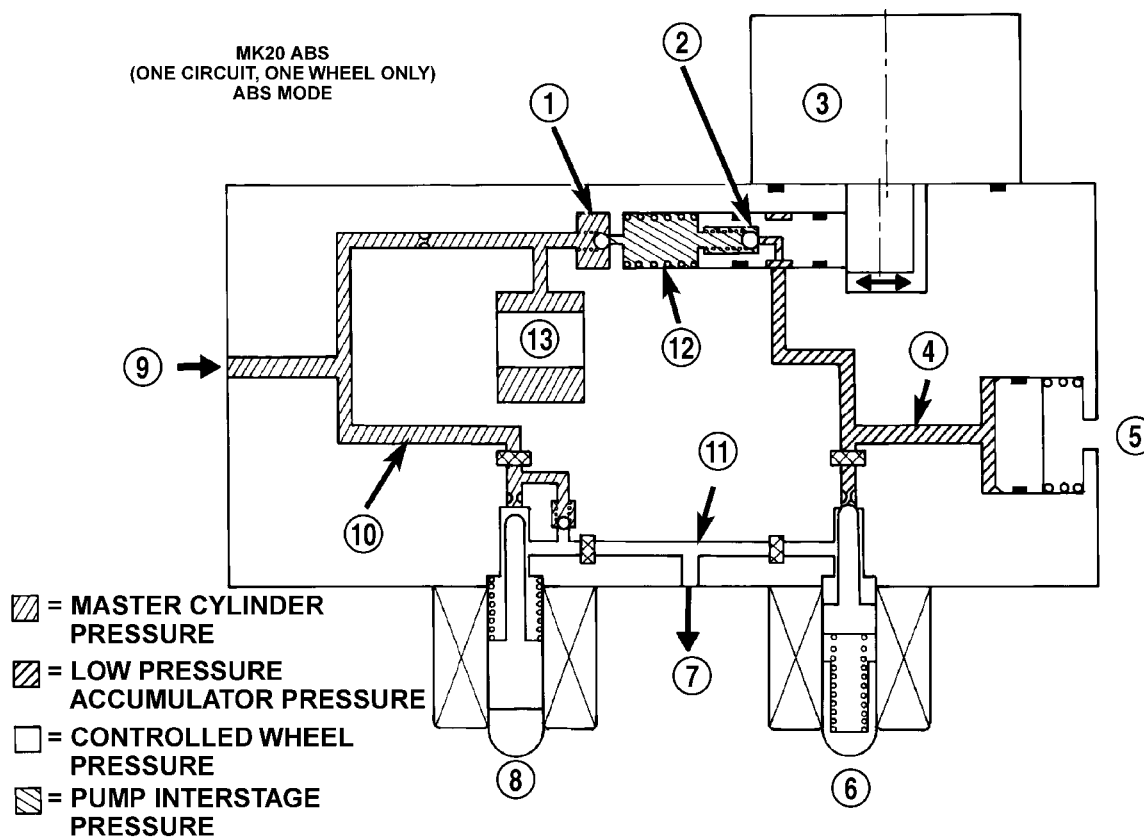 MK20 ABS
(ONE CIRCUIT, ONE WHEEL ONLY)
ABS MODE
1
2
3
4
5
6
7
8
9
10
11
12
13
= MASTER CYLINDER
PRESSURE
= LOW PRESSURE
ACCUMULATOR PRESSURE
= CONTROLLED WHEEL
PRESSURE
= PUMP INTERSTAGE
PRESSURE